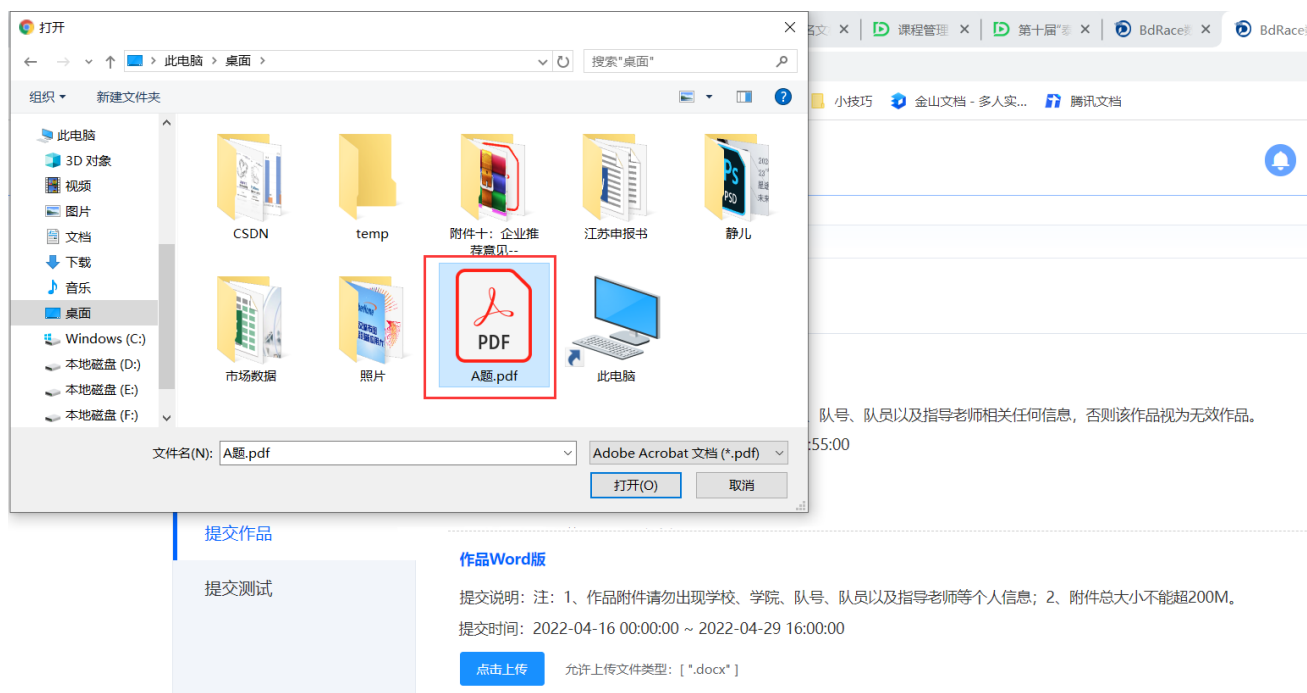 打开
课程管理
第十届"泰
BdRace
BdRace
此电脑 > 桌面 >
搜索"桌面"
组织
新建文件夹
小技巧
金山文档 - 多人实...
腾讯文档
此电脑
3D 对象
视频
图片
文档
下载
音乐
桌面
Windows (C:)
本地磁盘 (D:)
本地磁盘 (E:)
本地磁盘 (F:)
CSDN
temp
附件十：企业推
荐意见--
江苏申报书
静儿
Ps
PSD
市场数据
照片
PDF
A题.pdf
此电脑
队号、队员以及指导老师相关任何信息，否则该作品视为无效作品。
:55:00
文件名(N):
A题.pdf
Adobe Acrobat 文档 (*.pdf)
打开(O)
取消
提交作品
提交测试
作品Word版
提交说明：注：1、作品附件请勿出现学校、学院、队号、队员以及指导老师等个人信息；2、附件总大小不能超200M。
提交时间：2022-04-16 00:00:00 ~ 2022-04-29 16:00:00
点击上传
允许上传文件类型：[ ".docx" ]